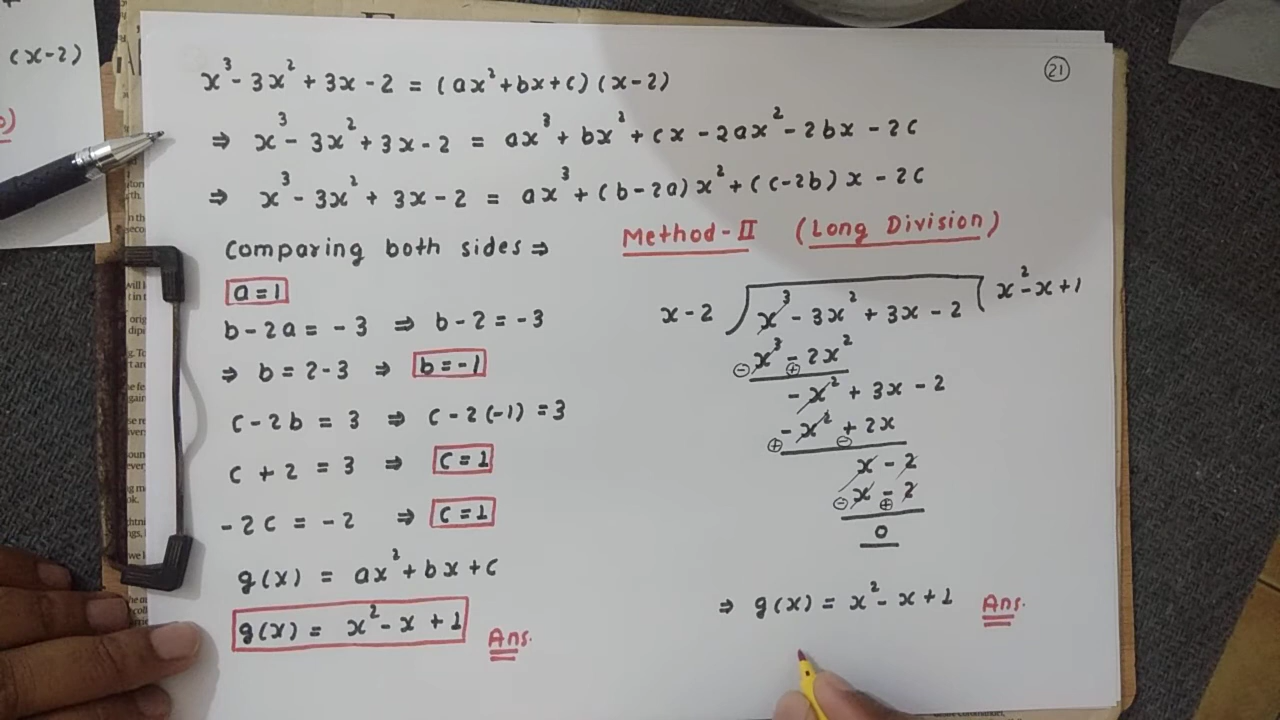 (x-2)
21
x³ - 3x² + 3x - 2 = (ax² + bx + c) (x-2)
⇒ x³ - 3x² + 3x - 2 = ax³ + bx² + cx - 2ax² - 2bx - 2c
⇒ x³ - 3x² + 3x - 2 = ax³ + (b-2a) x² + (c-2b) x - 2c
Comparing both sides ⇒
a=1
b-2a = -3 ⇒ b-2 = -3
⇒ b = 2-3 ⇒ b=-1
c-2b = 3 ⇒ c-2(-1) = 3
c + 2 = 3 ⇒ c=1
-2c = -2 ⇒ c=1
g(x) = ax² + bx + c
g(x) = x² - x + 1 Ans.
Method-II (Long Division)
x-2 ) x³ - 3x² + 3x - 2 ( x² - x + 1
x³ - 2x²
⊖ ⊕
-x² + 3x - 2
-x² + 2x
⊕ ⊖
x - 2
x - 2
⊖ ⊕
0
⇒ g(x) = x² - x + 1 Ans.